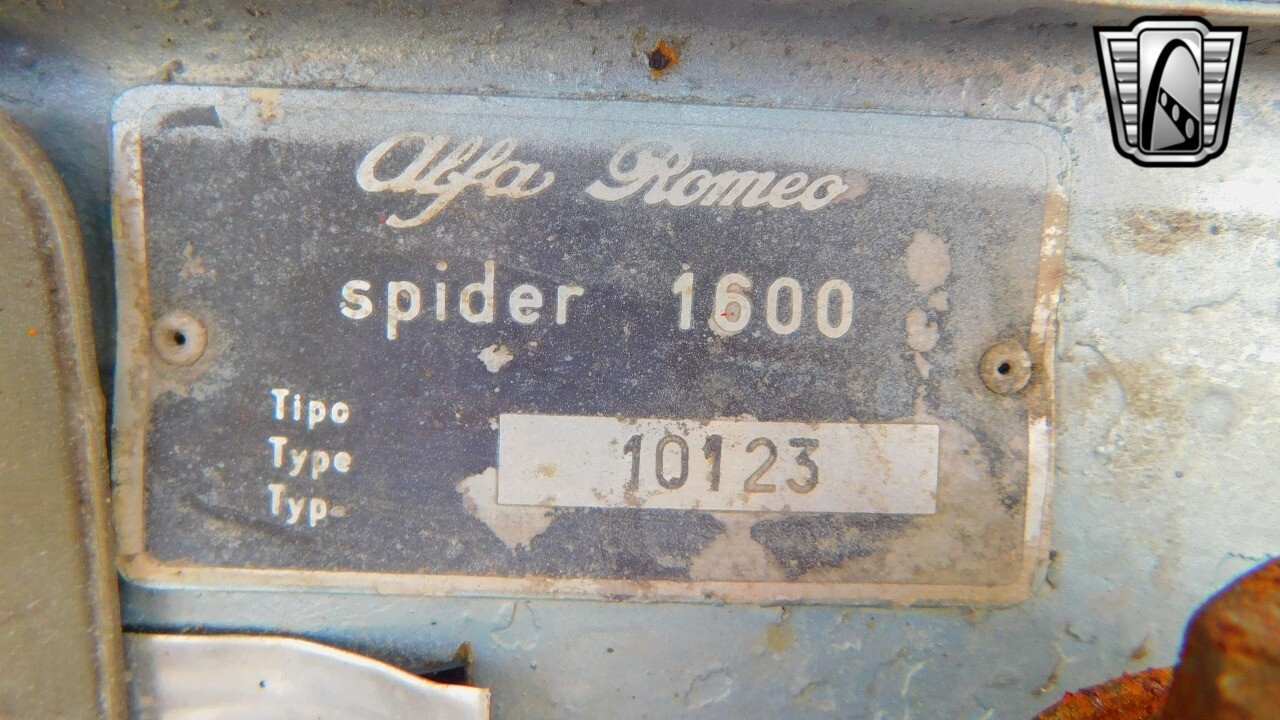 Alfa Romeo
spider 1600
Tipo
Type
Typ-
10123